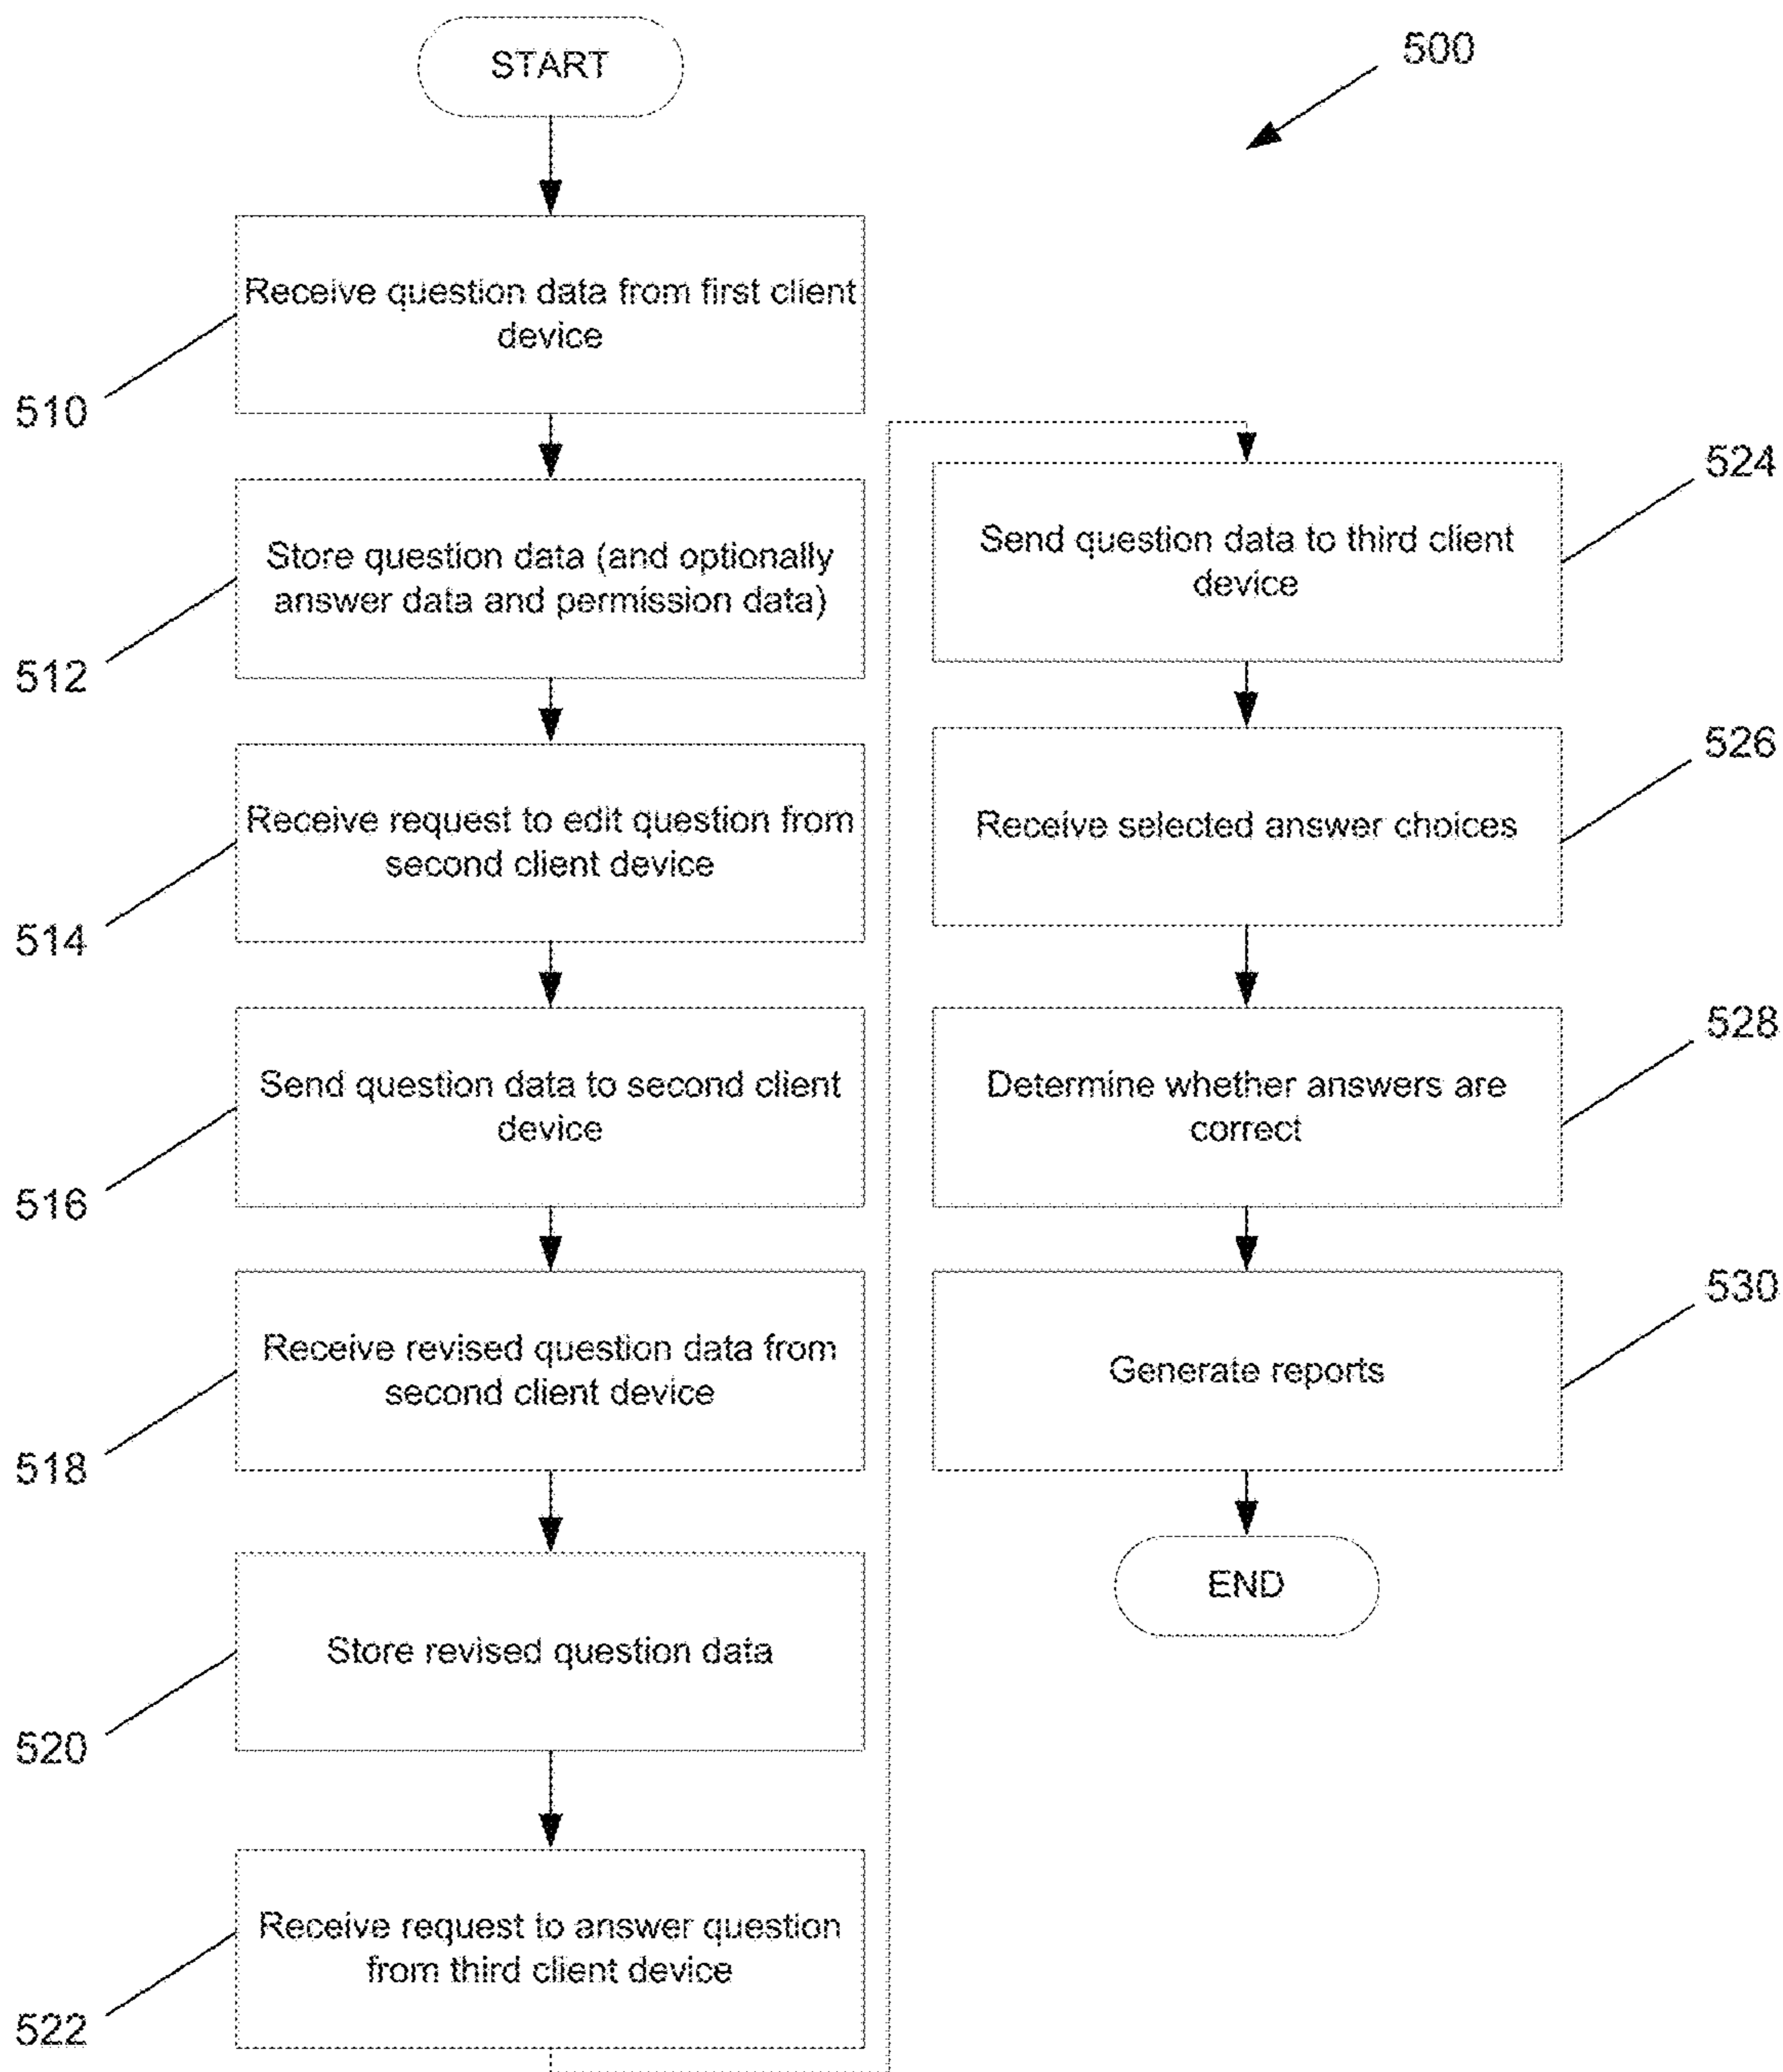 START
500
Receive question data from first client
device
510
Store question data (and optionally
answer data and permission data)
512
Receive request to edit question from
second client device
514
Send question data to second client
device
516
Receive revised question data from
second client device
518
Store revised question data
520
Receive request to answer question
from third client device
522
Send question data to third client
device
524
Receive selected answer choices
526
Determine whether answers are
correct
528
Generate reports
530
END